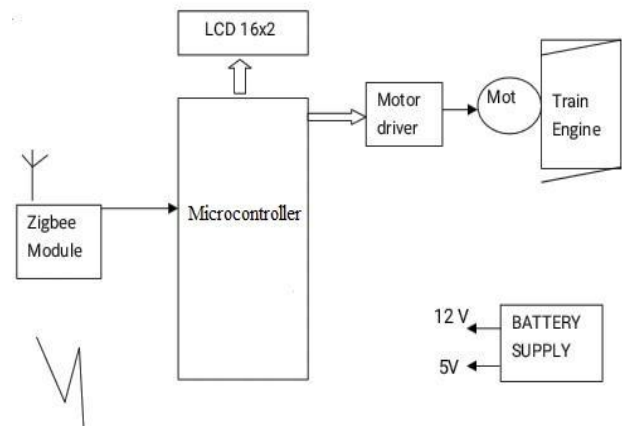 LCD 16x2
Motor
driver
Mot
Train
Engine
Microcontroller
Zigbee
Module
12 V
5V
BATTERY
SUPPLY